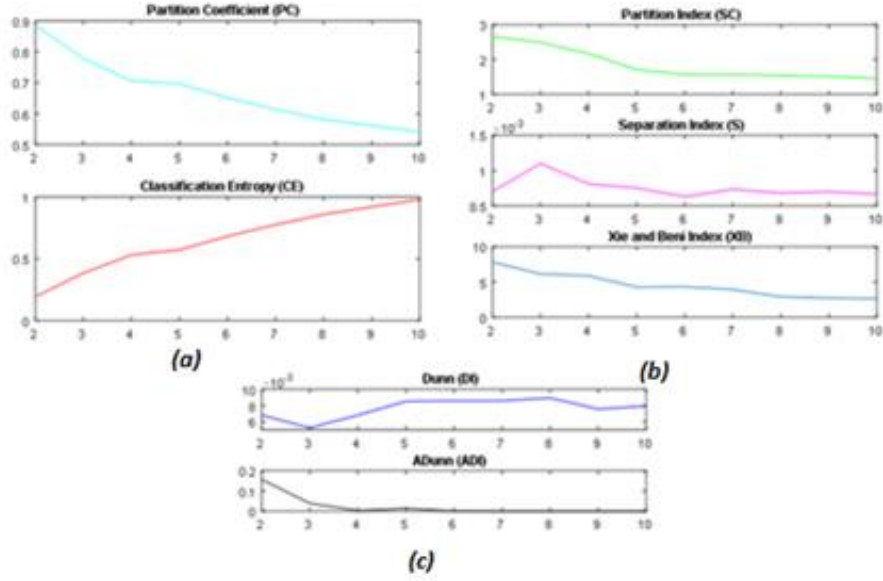 Partition Coefficient (PC)
0.9
0.8
0.7
0.6
0.5
2 3 4 5 6 7 8 9 10
Classification Entropy (CE)
1
0.5
0
2 3 4 5 6 7 8 9 10
(a)
Partition Index (SC)
3
2
1
2 3 4 5 6 7 8 9 10
Separation Index (S)
1.5
1
0.5
2 3 4 5 6 7 8 9 10
Xie and Beni Index (XB)
10
5
0
2 3 4 5 6 7 8 9 10
(b)
Dunn (DI)
10
8
6
2 3 4 5 6 7 8 9 10
ADunn (ADI)
0.2
0.1
0
2 3 4 5 6 7 8 9 10
(c)